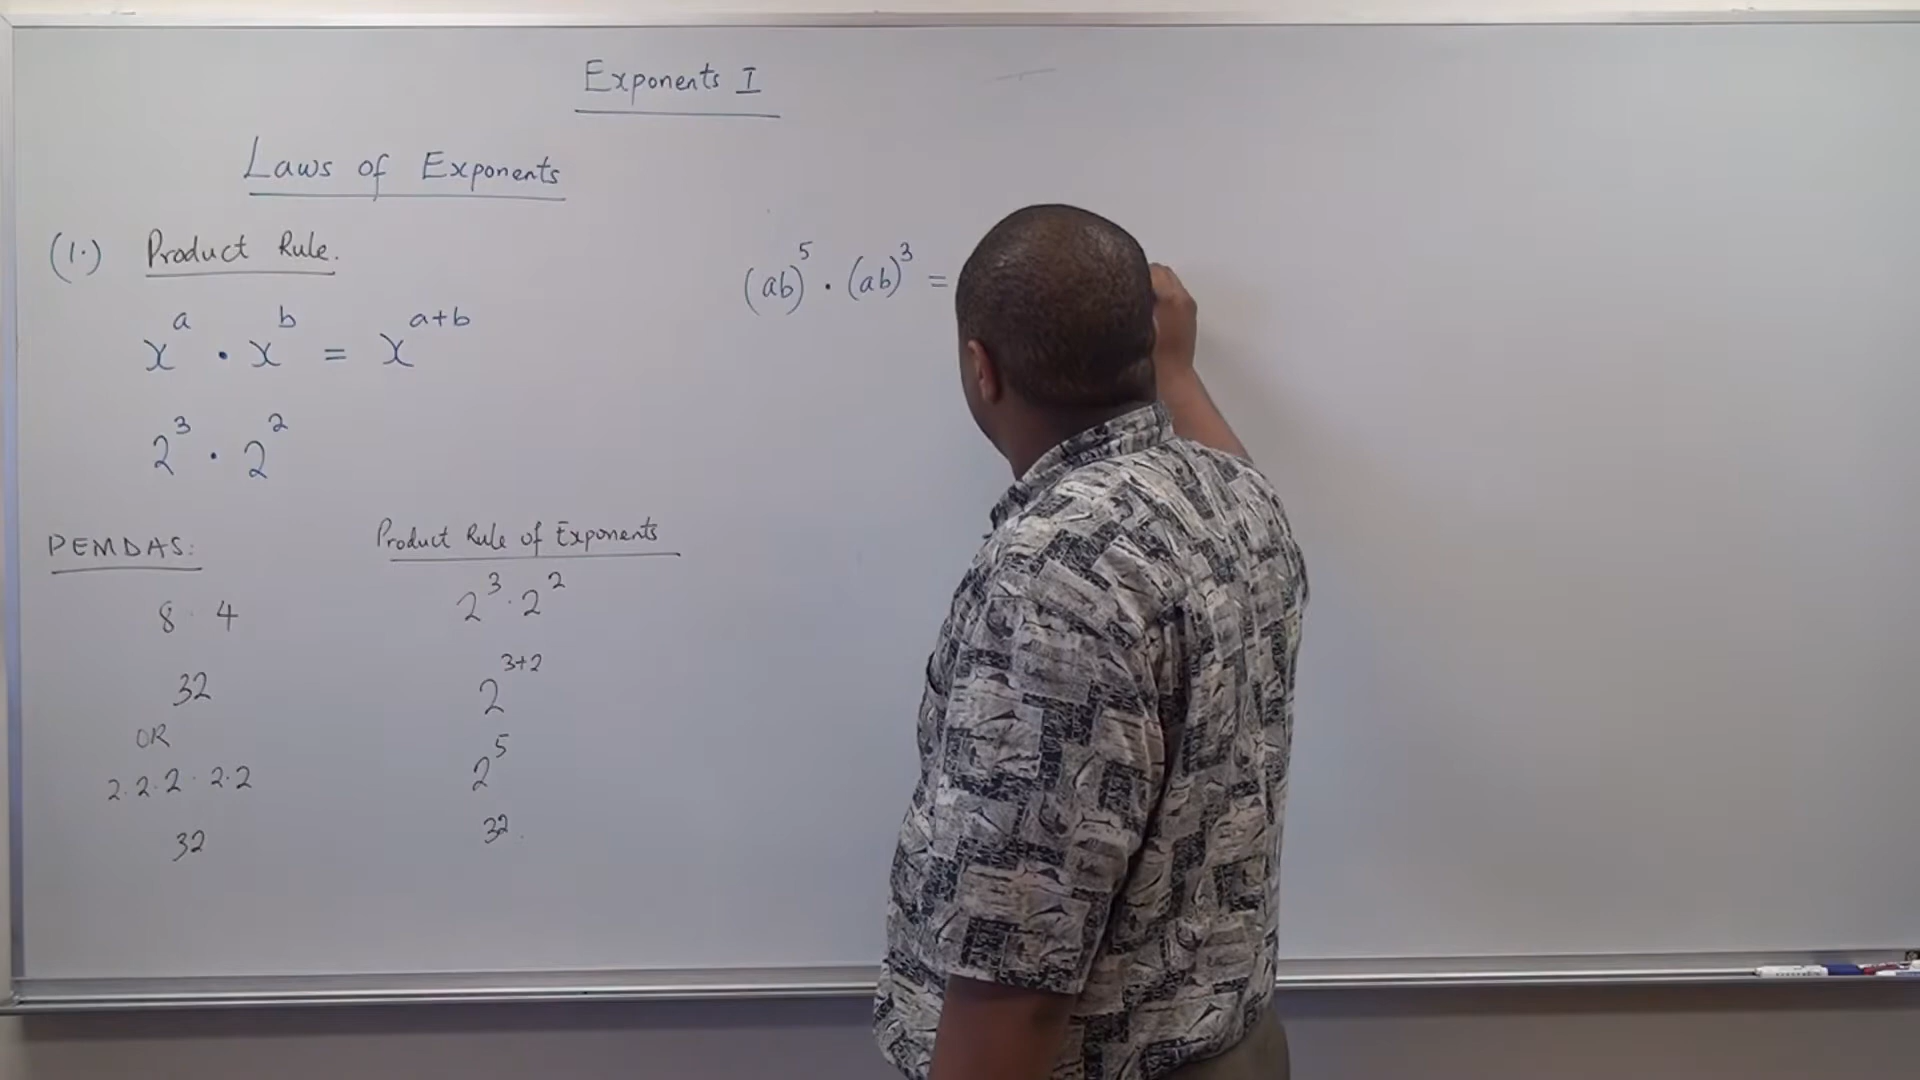 Exponents I
Laws of Exponents
(1.) Product Rule.
x^a · x^b = x^{a+b}
2^3 · 2^2
PEMDAS:
8 · 4
32
OR
2·2·2 · 2·2
32
Product Rule of Exponents
2^3 · 2^2
2^{3+2}
2^5
32.
(ab)^5 · (ab)^3 =